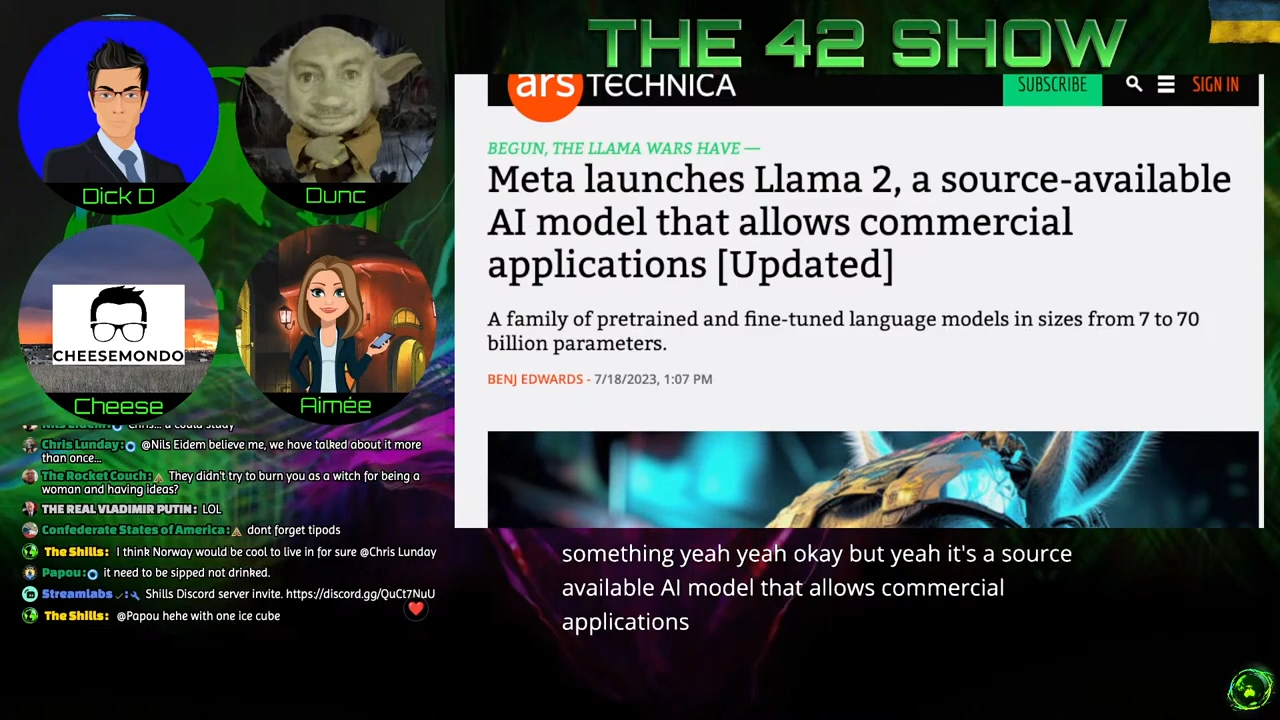 THE 42 SHOW
Dick D
Dunc
CHEESEMONDO
Cheese
Aimée
ars TECHNICA
SUBSCRIBE
SIGN IN
BEGUN, THE LLAMA WARS HAVE —
Meta launches Llama 2, a source-available
AI model that allows commercial
applications [Updated]
A family of pretrained and fine-tuned language models in sizes from 7 to 70
billion parameters.
BENJ EDWARDS - 7/18/2023, 1:07 PM
Chris Lunday: @Nils Eidem believe me, we have talked about it more
than once...
The Rocket Couch: They didn't try to burn you as a witch for being a
woman and having ideas?
THE REAL VLADIMIR PUTIN: LOL
Confederate States of America: dont forget tipods
The Shills: I think Norway would be cool to live in for sure @Chris Lunday
Papou: it need to be sipped not drinked.
Streamlabs: Shills Discord server invite. https://discord.gg/QuCt7NuU
The Shills: @Papou hehe with one ice cube
something yeah yeah okay but yeah it's a source
available AI model that allows commercial
applications